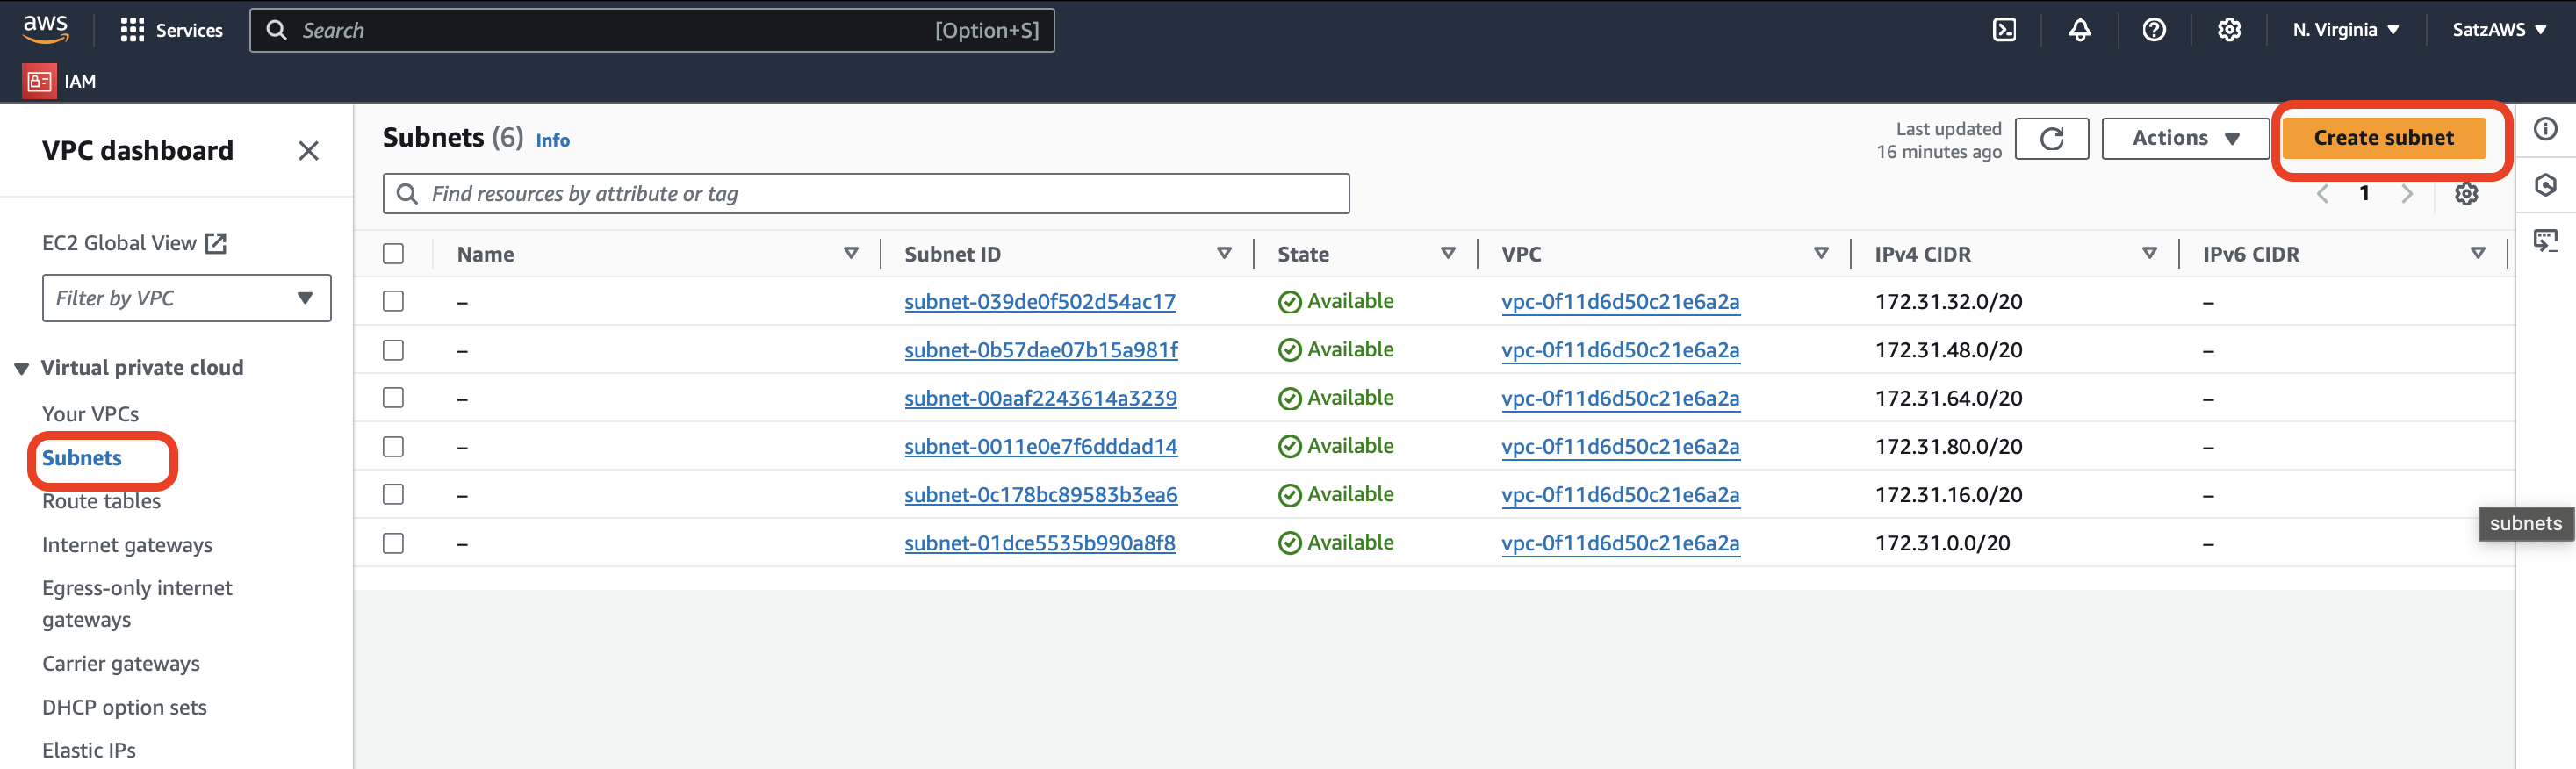 aws Services Search [Option+S] N. Virginia SatzAWS
IAM
VPC dashboard
EC2 Global View
Filter by VPC
Virtual private cloud
Your VPCs
Subnets
Route tables
Internet gateways
Egress-only internet
gateways
Carrier gateways
DHCP option sets
Elastic IPs
Subnets (6) Info
Last updated
16 minutes ago
Actions
Create subnet
Find resources by attribute or tag
1
Name Subnet ID State VPC IPv4 CIDR IPv6 CIDR
– subnet-039de0f502d54ac17 Available vpc-0f11d6d50c21e6a2a 172.31.32.0/20 –
– subnet-0b57dae07b15a981f Available vpc-0f11d6d50c21e6a2a 172.31.48.0/20 –
– subnet-00aaf2243614a3239 Available vpc-0f11d6d50c21e6a2a 172.31.64.0/20 –
– subnet-0011e0e7f6dddad14 Available vpc-0f11d6d50c21e6a2a 172.31.80.0/20 –
– subnet-0c178bc89583b3ea6 Available vpc-0f11d6d50c21e6a2a 172.31.16.0/20 –
– subnet-01dce5535b990a8f8 Available vpc-0f11d6d50c21e6a2a 172.31.0.0/20 –
subnets